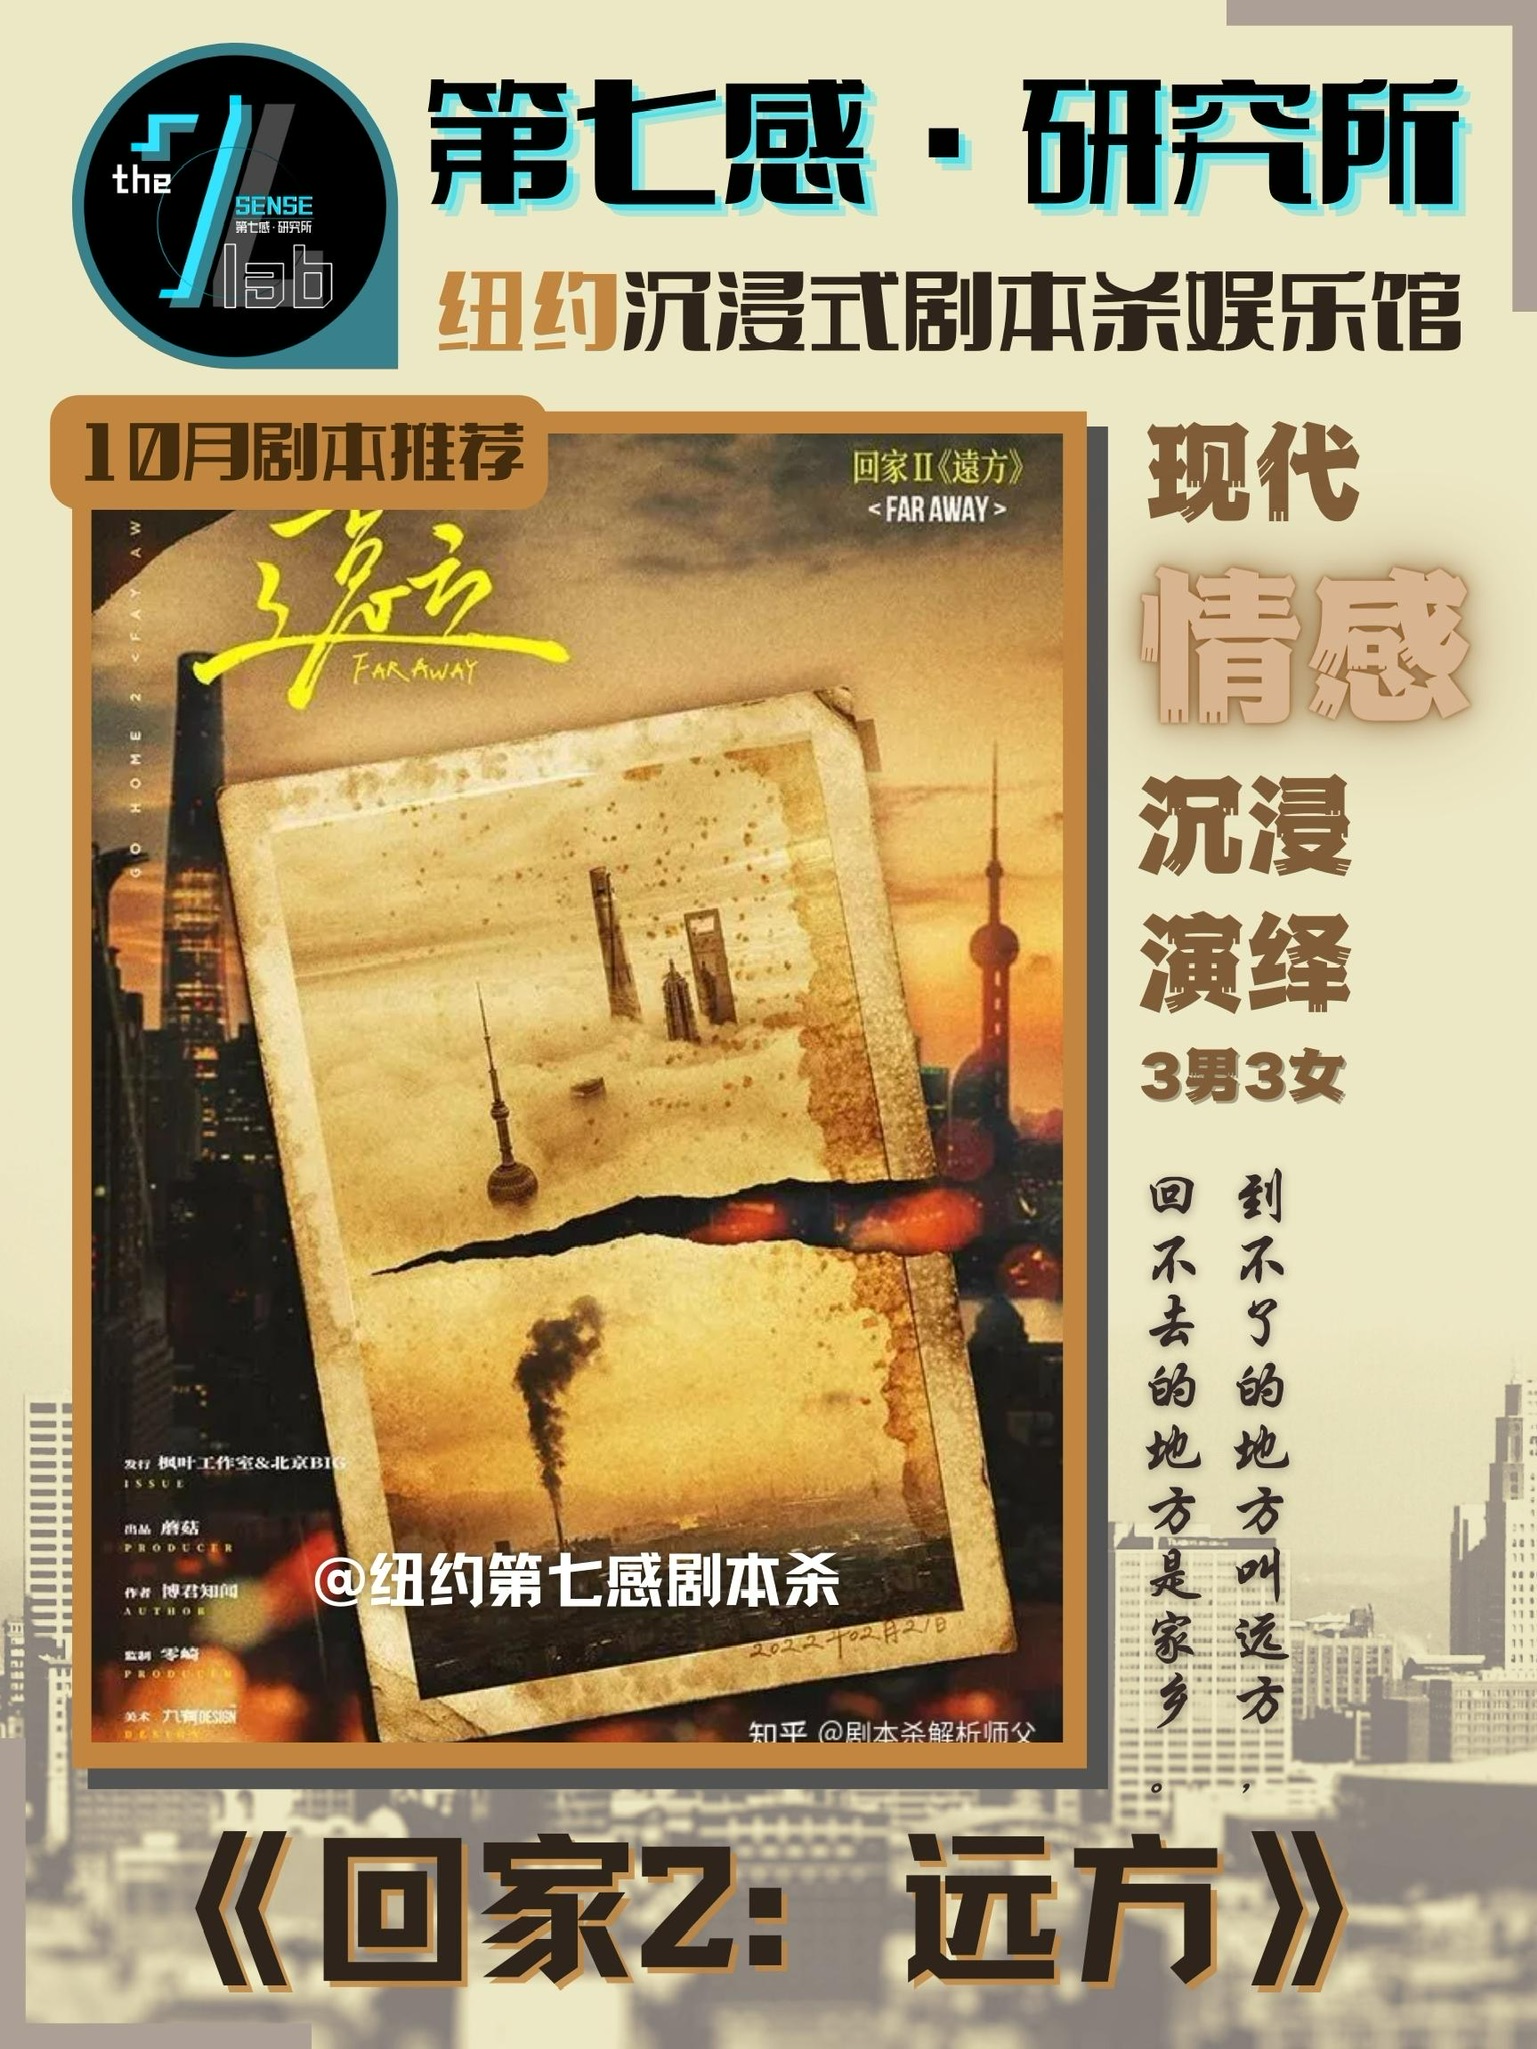 the
SENSE
第七感·研究所
lab
第七感·研究所
纽约沉浸式剧本杀娱乐馆
10月剧本推荐
回家Ⅱ《遠方》
<FAR AWAY>
遠方
FAR AWAY
GO HOME 2 <FAY AW
现代
情感
沉浸
演绎
3男3女
到不了的地方叫远方，
回不去的地方是家乡。
发行 枫叶工作室&北京BIG
ISSUE
出品 蘑菇
PRODUCER
作者 博君知闻
AUTHOR
监制 零崎
PRODUCER
美术
DESIGN
@纽约第七感剧本杀
2022年02月21日
知乎 @剧本杀解析师父
《回家2：远方》